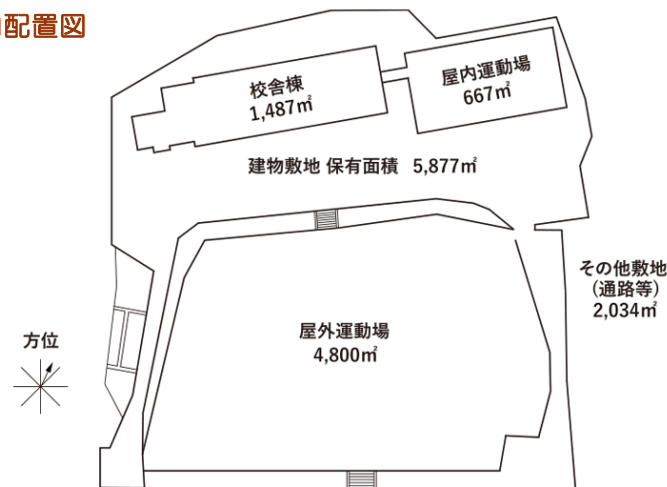 配置図
校舎棟
1,487㎡
屋内運動場
667㎡
建物敷地 保有面積 5,877㎡
その他敷地
(通路等)
2,034㎡
屋外運動場
4,800㎡
方位